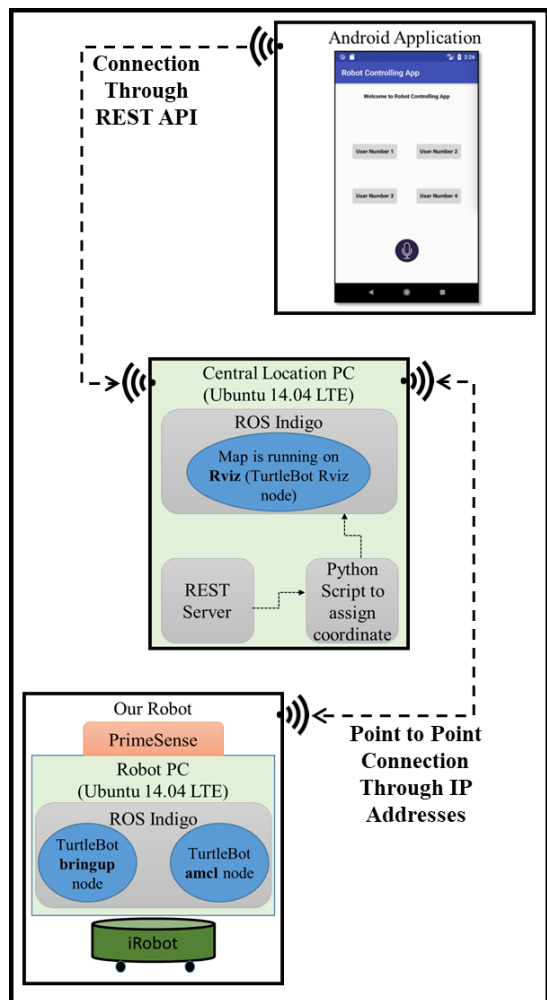 Android Application
2:26
Robot Controlling App
Welcome to Robot Controlling App
User Number 1
User Number 2
User Number 3
User Number 4
Connection
Through
REST API
Central Location PC
(Ubuntu 14.04 LTE)
ROS Indigo
Map is running on
Rviz (TurtleBot Rviz
node)
REST
Server
Python
Script to
assign
coordinate
Our Robot
PrimeSense
Robot PC
(Ubuntu 14.04 LTE)
ROS Indigo
TurtleBot
bringup
node
TurtleBot
amcl node
iRobot
Point to Point
Connection
Through IP
Addresses